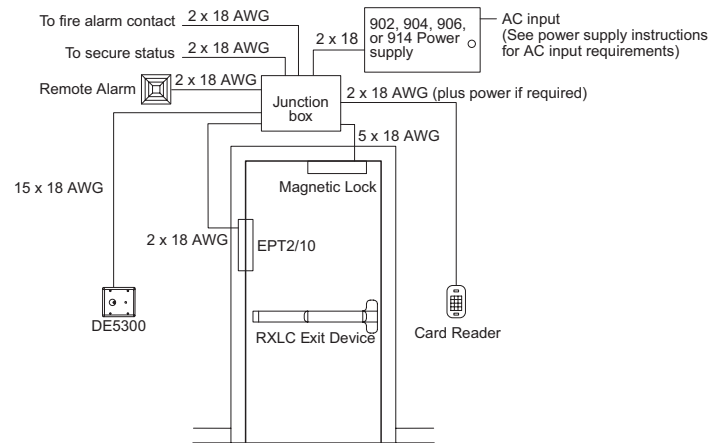 To fire alarm contact 2 x 18 AWG
To secure status 2 x 18 AWG
Remote Alarm 2 x 18 AWG
2 x 18
902, 904, 906,
or 914 Power
supply
AC input
(See power supply instructions
for AC input requirements)
Junction
box
2 x 18 AWG (plus power if required)
5 x 18 AWG
Magnetic Lock
15 x 18 AWG
2 x 18 AWG
EPT2/10
DE5300
RXLC Exit Device
Card Reader